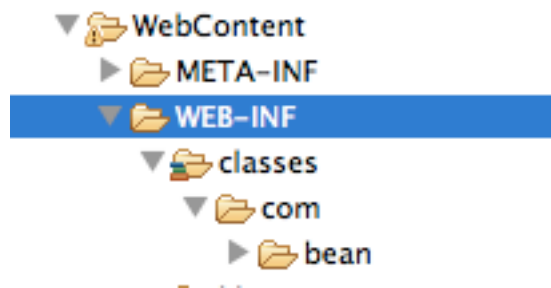 WebContent
META-INF
WEB-INF
classes
com
bean